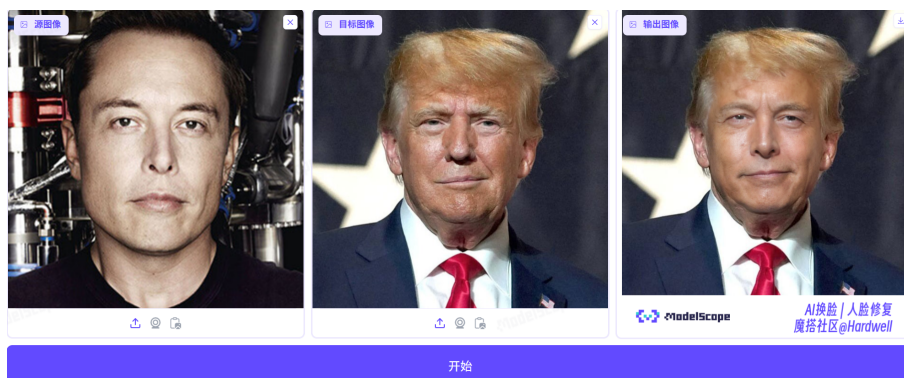 源图像
目标图像
输出图像
ModelScope
AI换脸 | 人脸修复
魔搭社区@Hardwell
开始